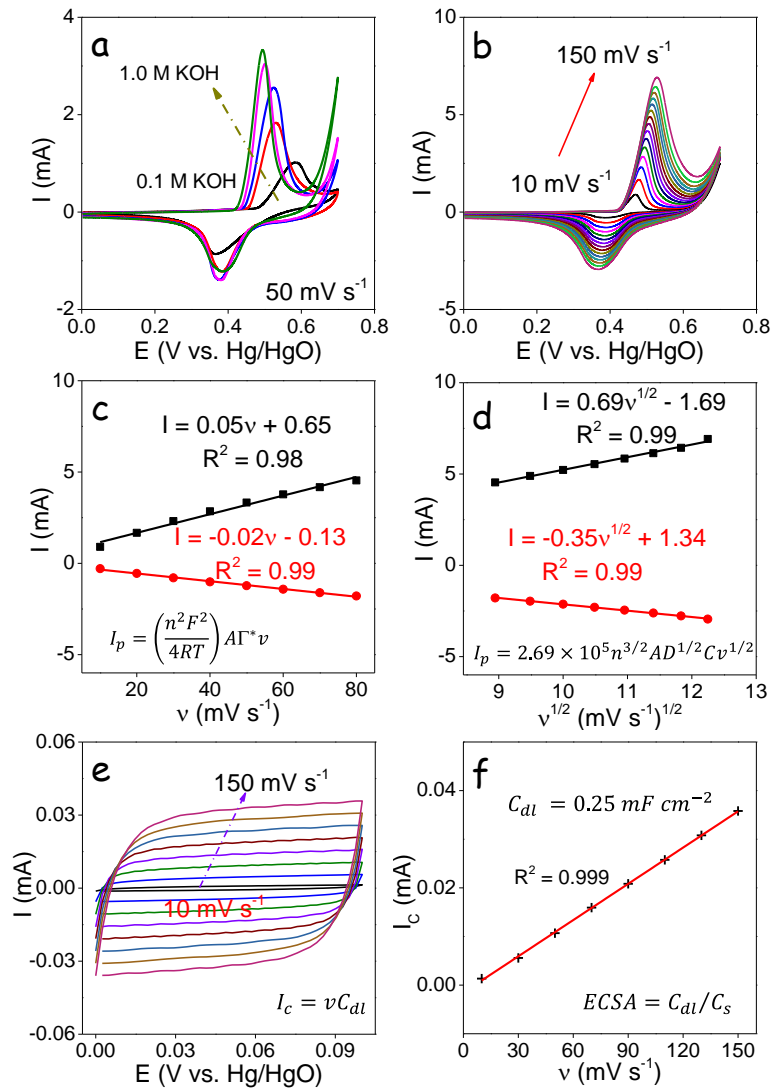 a
4
1.0 M KOH
0.1 M KOH
50 mV s⁻¹
I (mA)
2
0
-2
0.0 0.2 0.4 0.6 0.8
E (V vs. Hg/HgO)
b
10
150 mV s⁻¹
10 mV s⁻¹
I (mA)
5
0
-5
0.0 0.2 0.4 0.6 0.8
E (V vs. Hg/HgO)
c
10
I = 0.05ν + 0.65
R² = 0.98
I (mA)
5
I = -0.02ν - 0.13
R² = 0.99
0
I_p = (n²F²/4RT) AΓ*v
-5
20 40 60 80
ν (mV s⁻¹)
d
10
I = 0.69ν^1/2 - 1.69
R² = 0.99
I (mA)
5
I = -0.35ν^1/2 + 1.34
R² = 0.99
0
I_p = 2.69 × 10⁵n^3/2 AD^1/2 Cv^1/2
-5
9 10 11 12 13
ν^1/2 (mV s⁻¹)^1/2
e
0.06
150 mV s⁻¹
0.03
I (mA)
0.00
10 mV s⁻¹
-0.03
I_c = vC_dl
-0.06
0.00 0.03 0.06 0.09
E (V vs. Hg/HgO)
f
0.04
C_dl = 0.25 mF cm⁻²
R² = 0.999
I_C (mA)
0.02
0.00
ECSA = C_dl/C_s
0 30 60 90 120 150
ν (mV s⁻¹)